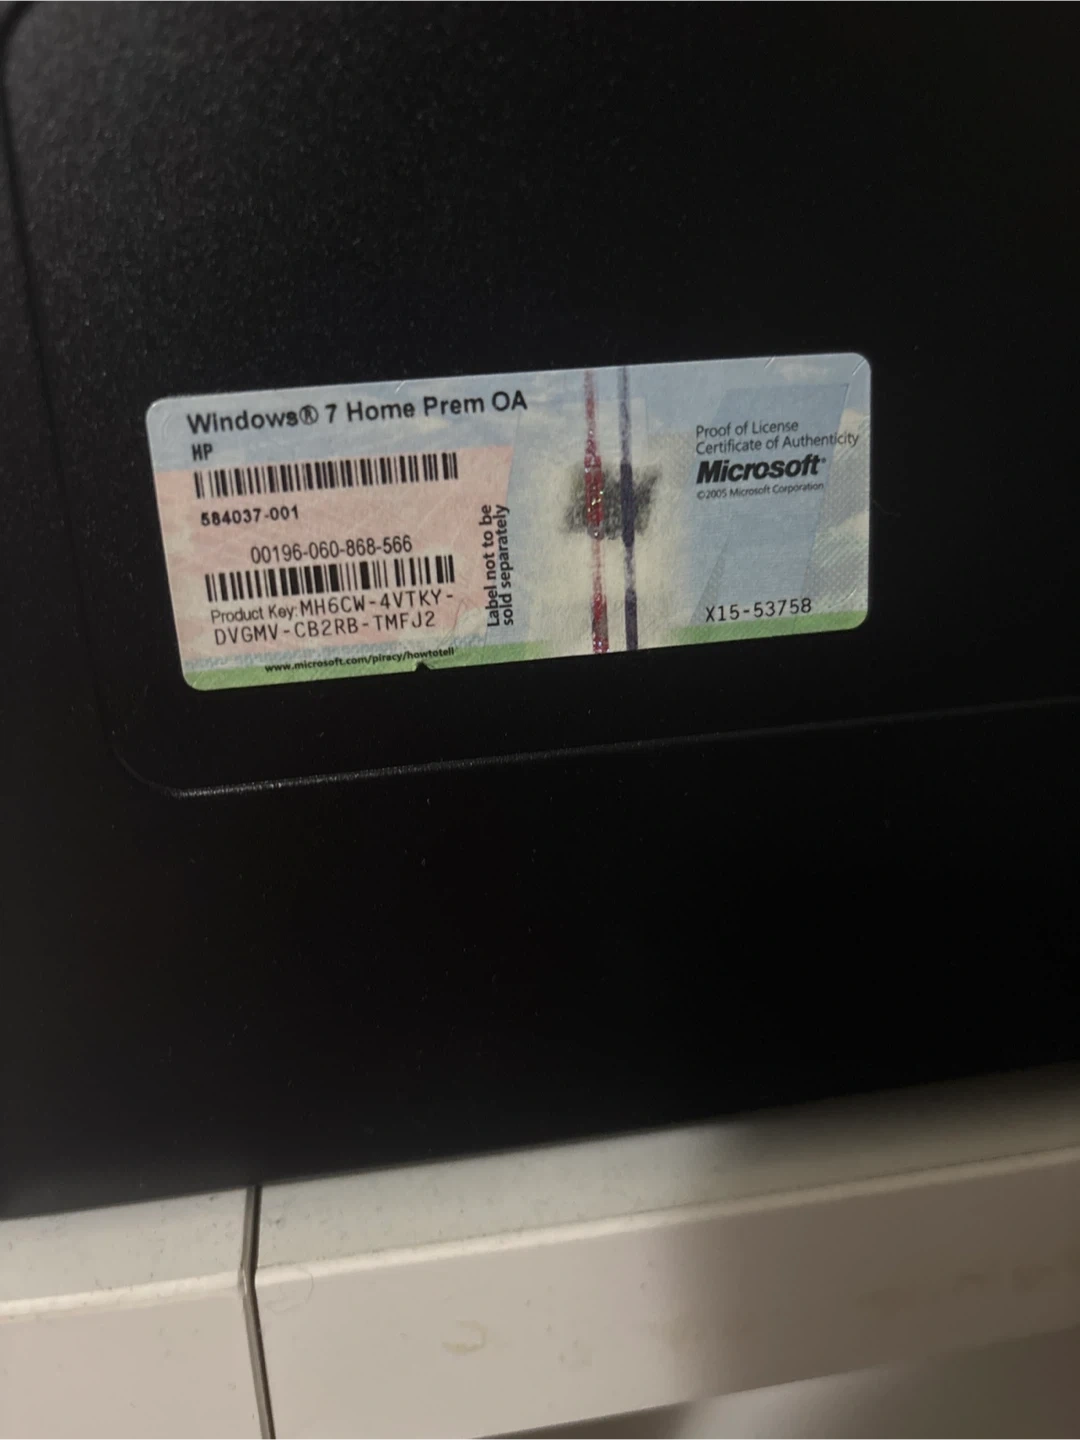 Windows® 7 Home Prem OA
HP
584037-001
00196-060-868-566
Product Key: MH6CW-4VTKY-
DVGMV-CB2RB-TMFJ2
www.microsoft.com/piracy/howtotell
Label not to be
sold separately
Proof of License
Certificate of Authenticity
Microsoft®
©2005 Microsoft Corporation
X15-53758